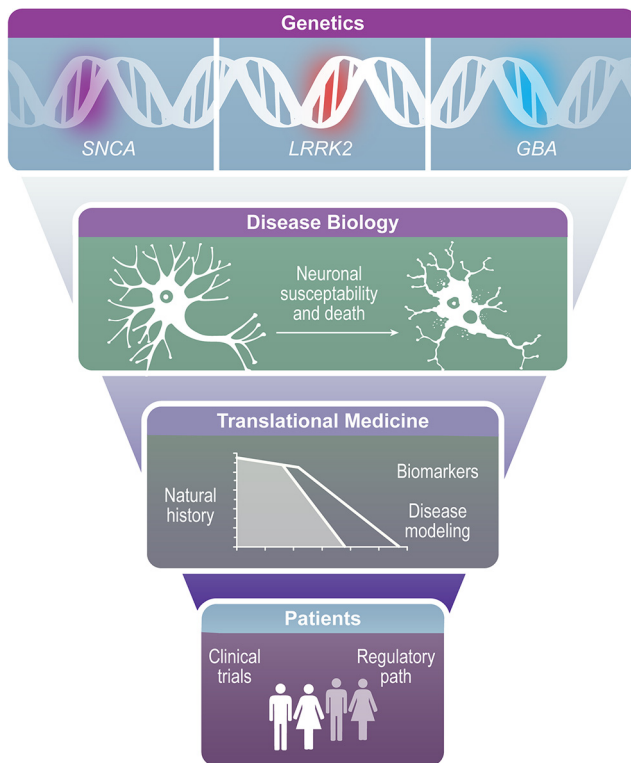 Genetics
SNCA
LRRK2
GBA
Disease Biology
Neuronal
susceptability
and death
Translational Medicine
Natural
history
Biomarkers
Disease
modeling
Patients
Clinical
trials
Regulatory
path